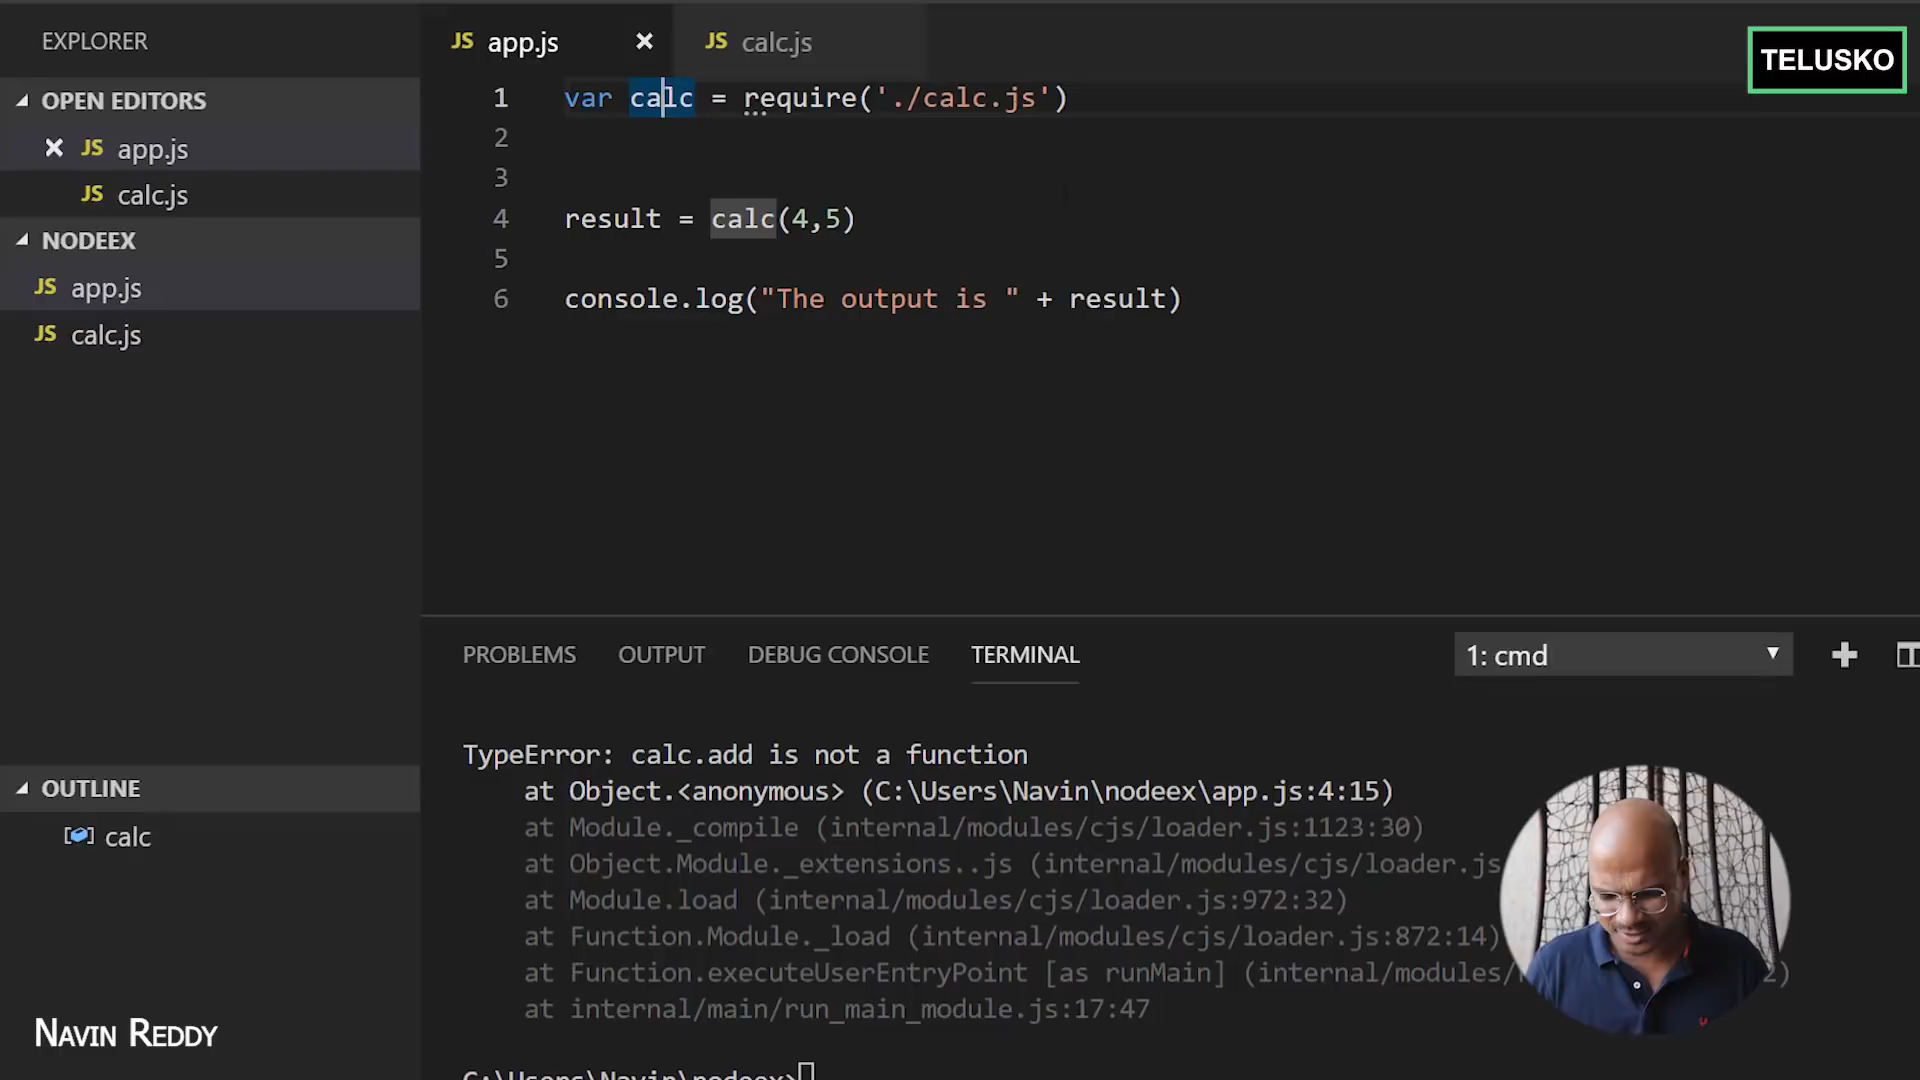 EXPLORER
OPEN EDITORS
JS app.js
JS calc.js
NODEEX
JS app.js
JS calc.js
OUTLINE
calc
NAVIN REDDY
JS app.js
JS calc.js
TELUSKO
1 var calc = require('./calc.js')
2
3
4 result = calc(4,5)
5
6 console.log("The output is " + result)
PROBLEMS OUTPUT DEBUG CONSOLE TERMINAL 1: cmd
TypeError: calc.add is not a function
at Object.<anonymous> (C:\Users\Navin\nodeex\app.js:4:15)
at Module._compile (internal/modules/cjs/loader.js:1123:30)
at Object.Module._extensions..js (internal/modules/cjs/loader.js
at Module.load (internal/modules/cjs/loader.js:972:32)
at Function.Module._load (internal/modules/cjs/loader.js:872:14)
at Function.executeUserEntryPoint [as runMain] (internal/modules/ 2)
at internal/main/run_main_module.js:17:47
C:\Users\Navin\nodeex>